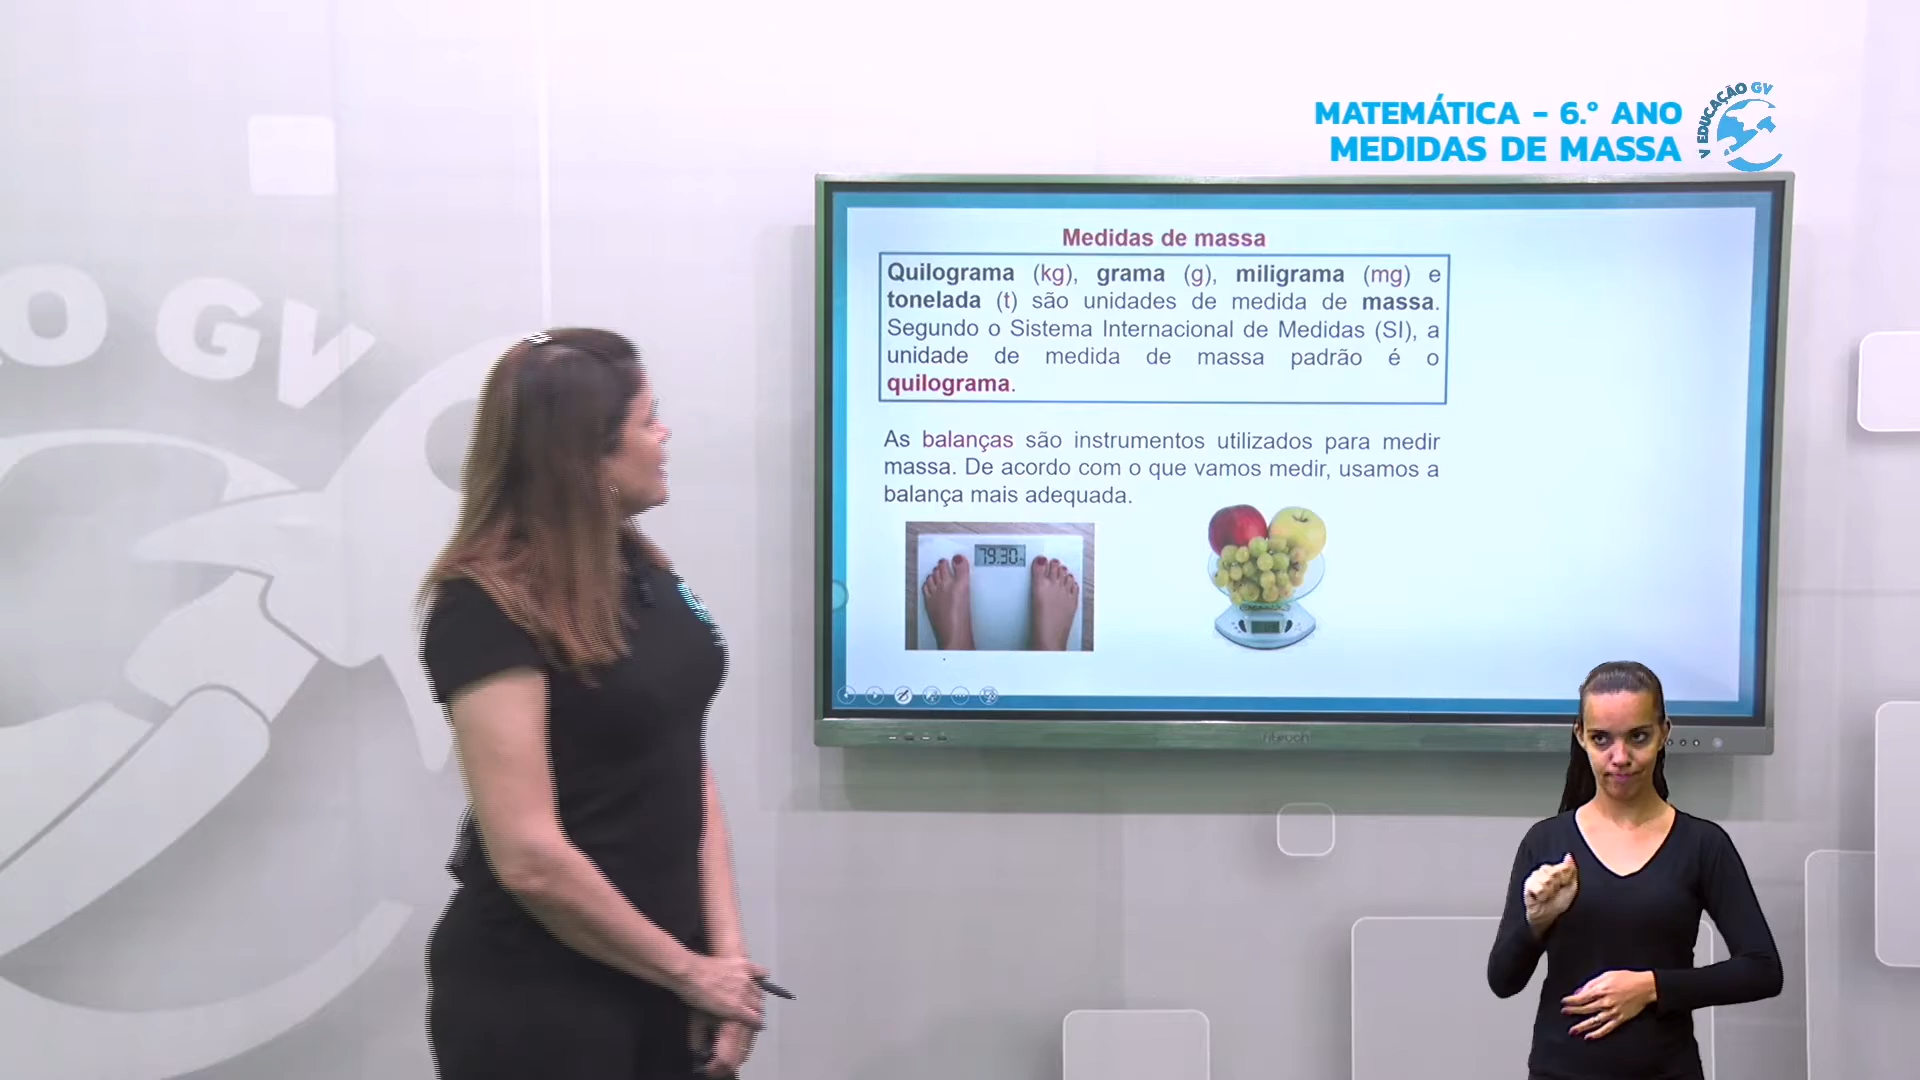 MATEMÁTICA - 6.º ANO
MEDIDAS DE MASSA
V EDUCAÇÃO GV
ÃO GV
Medidas de massa
Quilograma (kg), grama (g), miligrama (mg) e
tonelada (t) são unidades de medida de massa.
Segundo o Sistema Internacional de Medidas (SI), a
unidade de medida de massa padrão é o
quilograma.
As balanças são instrumentos utilizados para medir
massa. De acordo com o que vamos medir, usamos a
balança mais adequada.
79.30